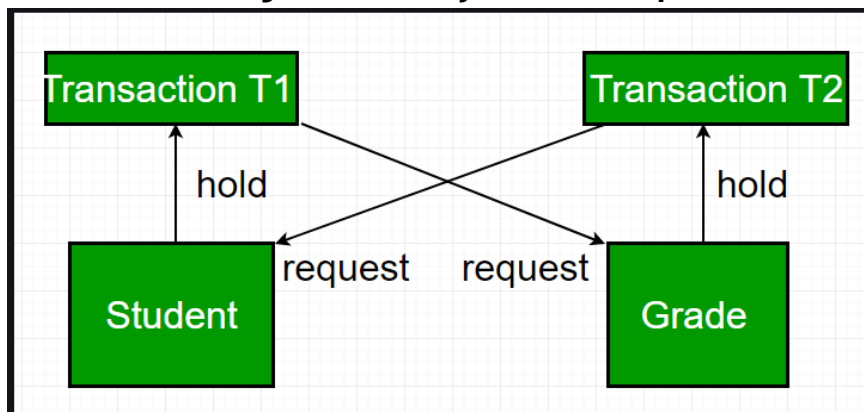 Transaction T1
Transaction T2
hold
hold
request
request
Student
Grade